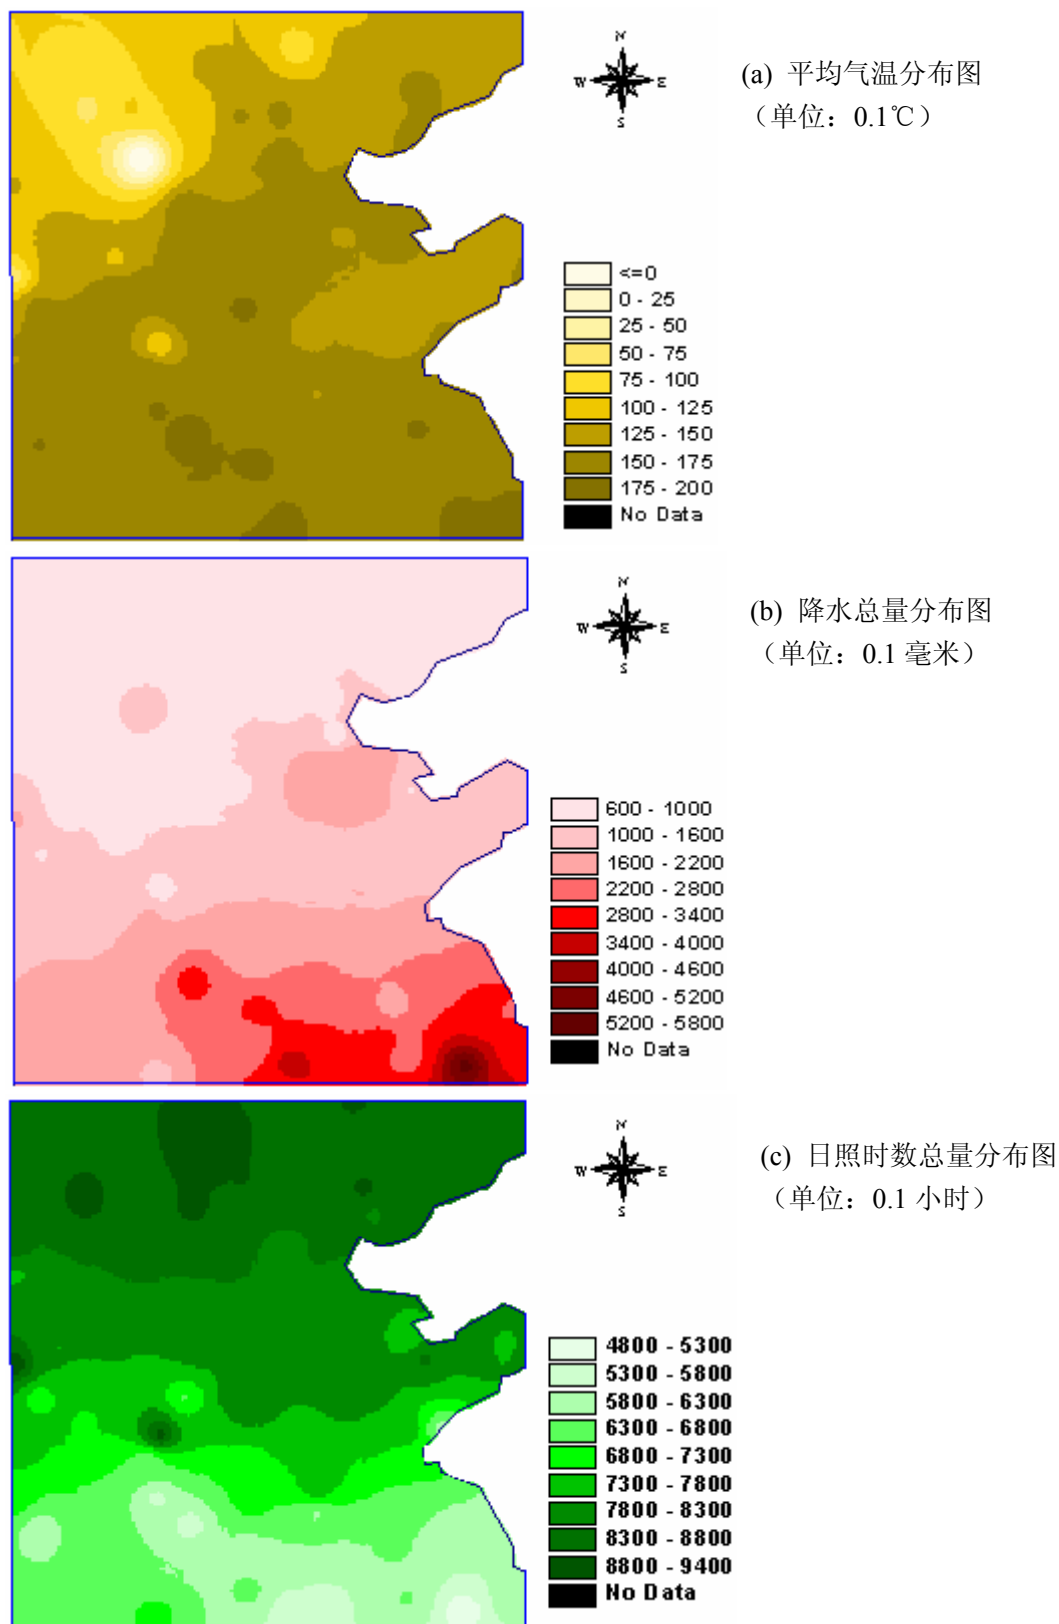 N
W E
S
(a) 平均气温分布图
（单位：0.1℃）
<=0
0 - 25
25 - 50
50 - 75
75 - 100
100 - 125
125 - 150
150 - 175
175 - 200
No Data
N
W E
S
(b) 降水总量分布图
（单位：0.1 毫米）
600 - 1000
1000 - 1600
1600 - 2200
2200 - 2800
2800 - 3400
3400 - 4000
4000 - 4600
4600 - 5200
5200 - 5800
No Data
N
W E
S
(c) 日照时数总量分布图
（单位：0.1 小时）
4800 - 5300
5300 - 5800
5800 - 6300
6300 - 6800
6800 - 7300
7300 - 7800
7800 - 8300
8300 - 8800
8800 - 9400
No Data